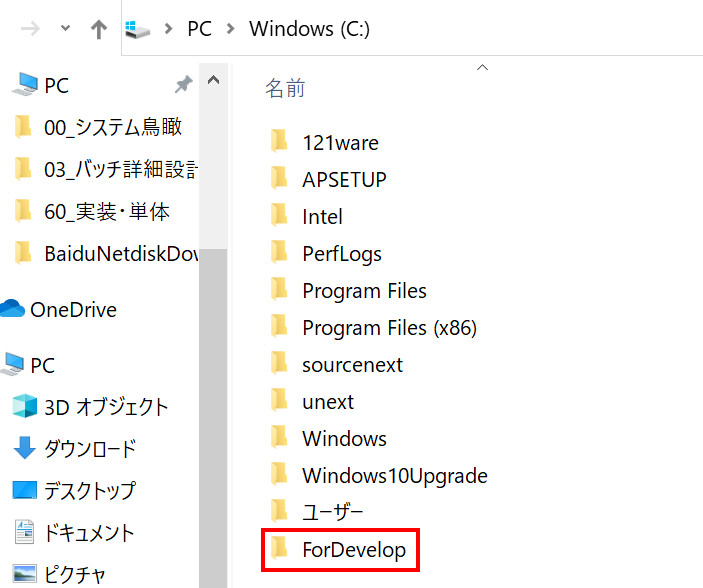 PC > Windows (C:)
PC
00_システム鳥瞰
03_バッチ詳細設計
60_実装・単体
BaiduNetdiskDow
OneDrive
PC
3D オブジェクト
ダウンロード
デスクトップ
ドキュメント
ピクチャ
名前
121ware
APSETUP
Intel
PerfLogs
Program Files
Program Files (x86)
sourcenext
unext
Windows
Windows10Upgrade
ユーザー
ForDevelop